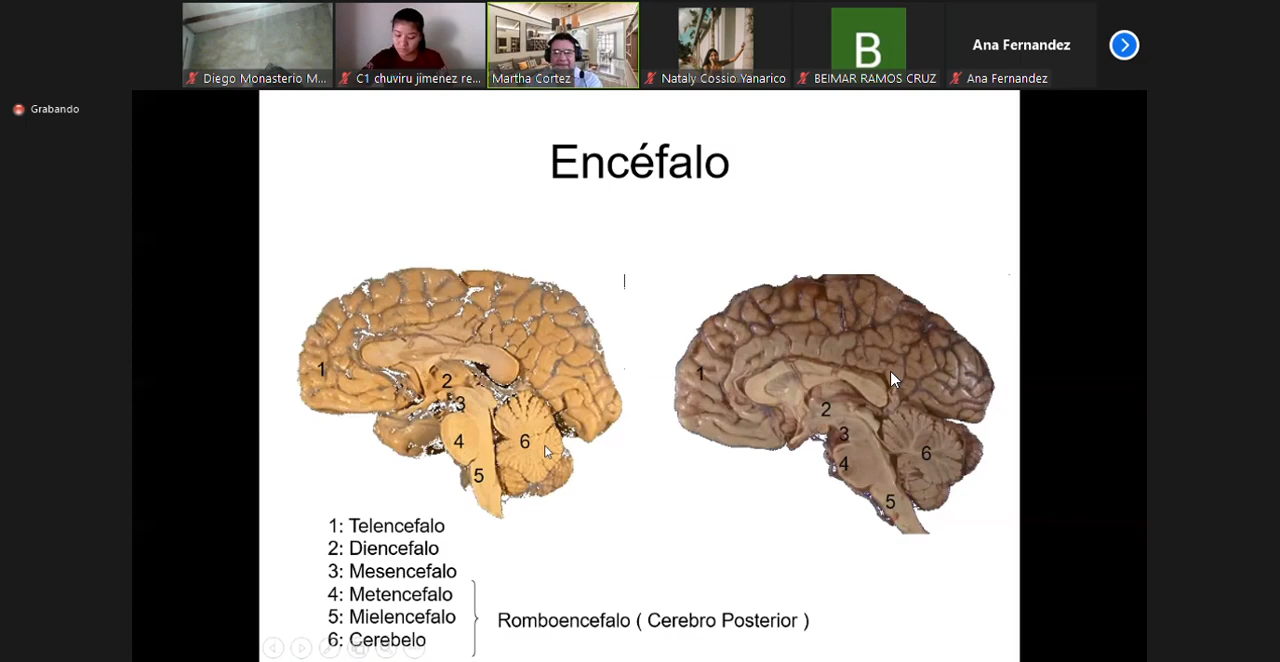 Ana Fernandez
B
Diego Monasterio M...
C1 chuviru jimenez re...
Martha Cortez
Nataly Cossio Yanarico
BEIMAR RAMOS CRUZ
Ana Fernandez
Grabando
Encéfalo
1
2
3
4
5
6
1
2
3
4
5
6
1: Telencefalo
2: Diencefalo
3: Mesencefalo
4: Metencefalo
5: Mielencefalo
6: Cerebelo
Romboencefalo ( Cerebro Posterior )